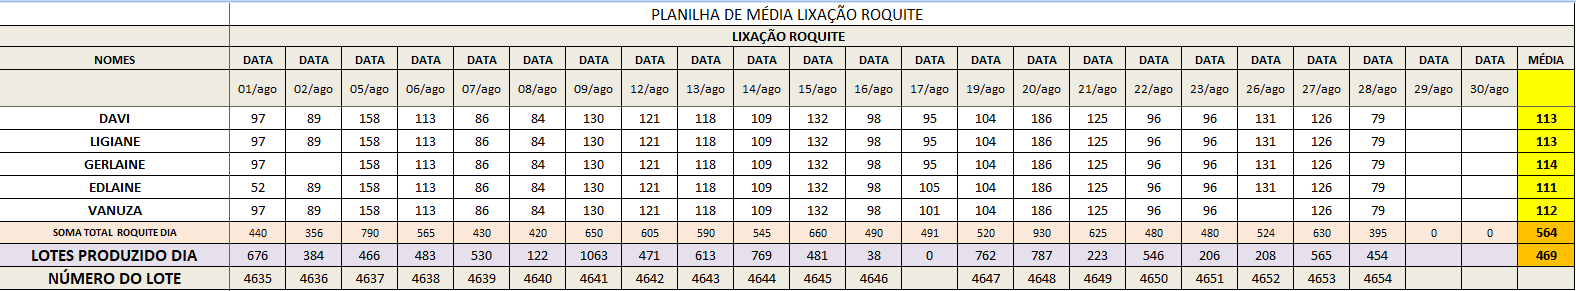 PLANILHA DE MÉDIA LIXAÇÃO ROQUITE
LIXAÇÃO ROQUITE
NOMES DATA DATA DATA DATA DATA DATA DATA DATA DATA DATA DATA DATA DATA DATA DATA DATA DATA DATA DATA DATA DATA DATA DATA MÉDIA
01/ago 02/ago 05/ago 06/ago 07/ago 08/ago 09/ago 12/ago 13/ago 14/ago 15/ago 16/ago 17/ago 19/ago 20/ago 21/ago 22/ago 23/ago 26/ago 27/ago 28/ago 29/ago 30/ago
DAVI 97 89 158 113 86 84 130 121 118 109 132 98 95 104 186 125 96 96 131 126 79 113
LIGIANE 97 89 158 113 86 84 130 121 118 109 132 98 95 104 186 125 96 96 131 126 79 113
GERLAINE 97 158 113 86 84 130 121 118 109 132 98 95 104 186 125 96 96 131 126 79 114
EDLAINE 52 89 158 113 86 84 130 121 118 109 132 98 105 104 186 125 96 96 131 126 79 111
VANUZA 97 89 158 113 86 84 130 121 118 109 132 98 101 104 186 125 96 96 126 79 112
SOMA TOTAL ROQUITE DIA 440 356 790 565 430 420 650 605 590 545 660 490 491 520 930 625 480 480 524 630 395 0 0 564
LOTES PRODUZIDO DIA 676 384 466 483 530 122 1063 471 613 769 481 38 0 762 787 223 546 206 208 565 454 469
NÚMERO DO LOTE 4635 4636 4637 4638 4639 4640 4641 4642 4643 4644 4645 4646 4647 4648 4649 4650 4651 4652 4653 4654